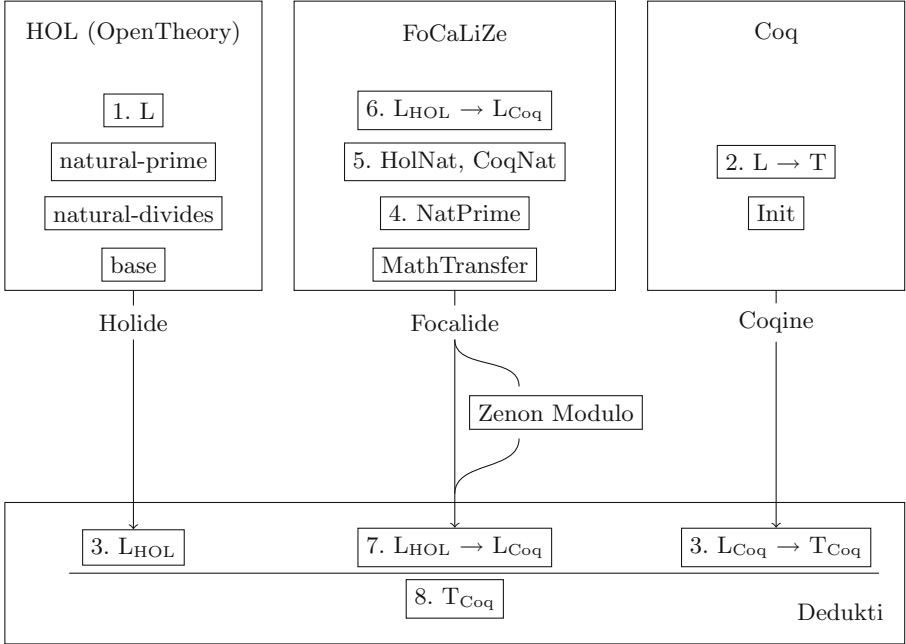 HOL (OpenTheory)
FoCaLiZe
Coq
1. L
natural-prime
natural-divides
base
6. L_HOL → L_Coq
5. HolNat, CoqNat
4. NatPrime
MathTransfer
2. L → T
Init
Holide
Focalide
Coqine
Zenon Modulo
3. L_HOL
7. L_HOL → L_Coq
3. L_Coq → T_Coq
8. T_Coq
Dedukti